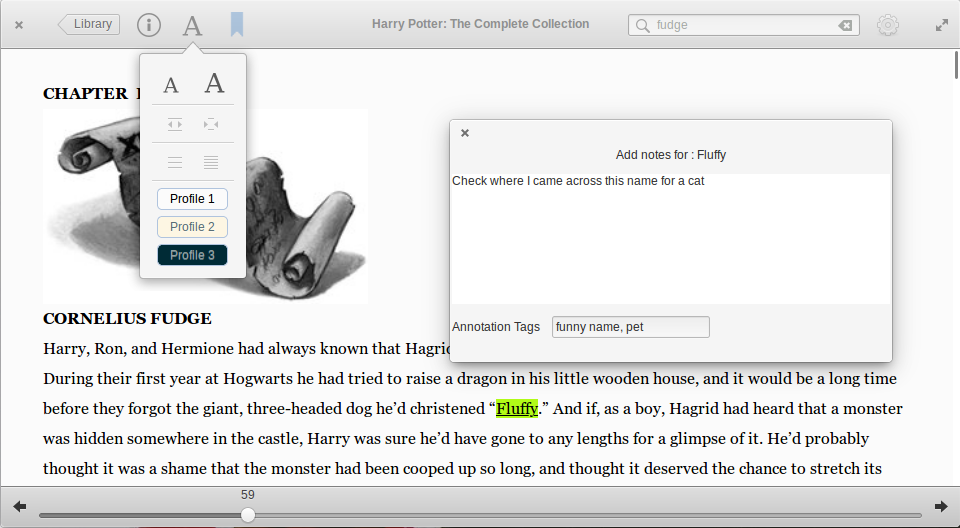 Library
A
Harry Potter: The Complete Collection
fudge
A A
Profile 1
Profile 2
Profile 3
CHAPTER
Add notes for : Fluffy
Check where I came across this name for a cat
Annotation Tags funny name, pet
CORNELIUS FUDGE
Harry, Ron, and Hermione had always known that Hagrid
During their first year at Hogwarts he had tried to raise a dragon in his little wooden house, and it would be a long time
before they forgot the giant, three-headed dog he’d christened “Fluffy.” And if, as a boy, Hagrid had heard that a monster
was hidden somewhere in the castle, Harry was sure he’d have gone to any lengths for a glimpse of it. He’d probably
thought it was a shame that the monster had been cooped up so long, and thought it deserved the chance to stretch its
59